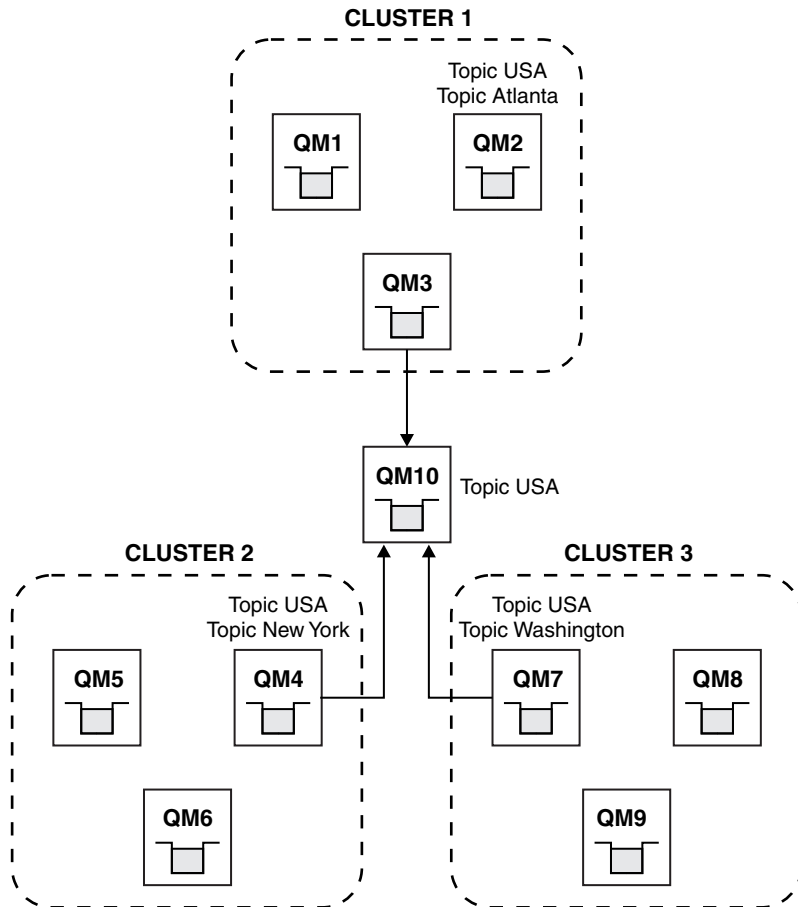 CLUSTER 1
Topic USA
Topic Atlanta
QM1
QM2
QM3
QM10
Topic USA
CLUSTER 2
CLUSTER 3
Topic USA
Topic New York
Topic USA
Topic Washington
QM5
QM4
QM7
QM8
QM6
QM9